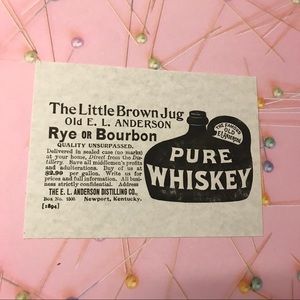 The Little Brown Jug
Old E. L. ANDERSON
Rye OR Bourbon
QUALITY UNSURPASSED.
Delivered in sealed case (no marks)
at your home, Direct from the Dis-
tillery. Save all middlemen's profits
and adulterations. Buy of us at
$2.90 per gallon. Write us for
prices and full information. All busi-
ness strictly confidential. Address
THE E. L. ANDERSON DISTILLING CO.,
Box No. Newport, Kentucky.
OLD
PURE
WHISKEY